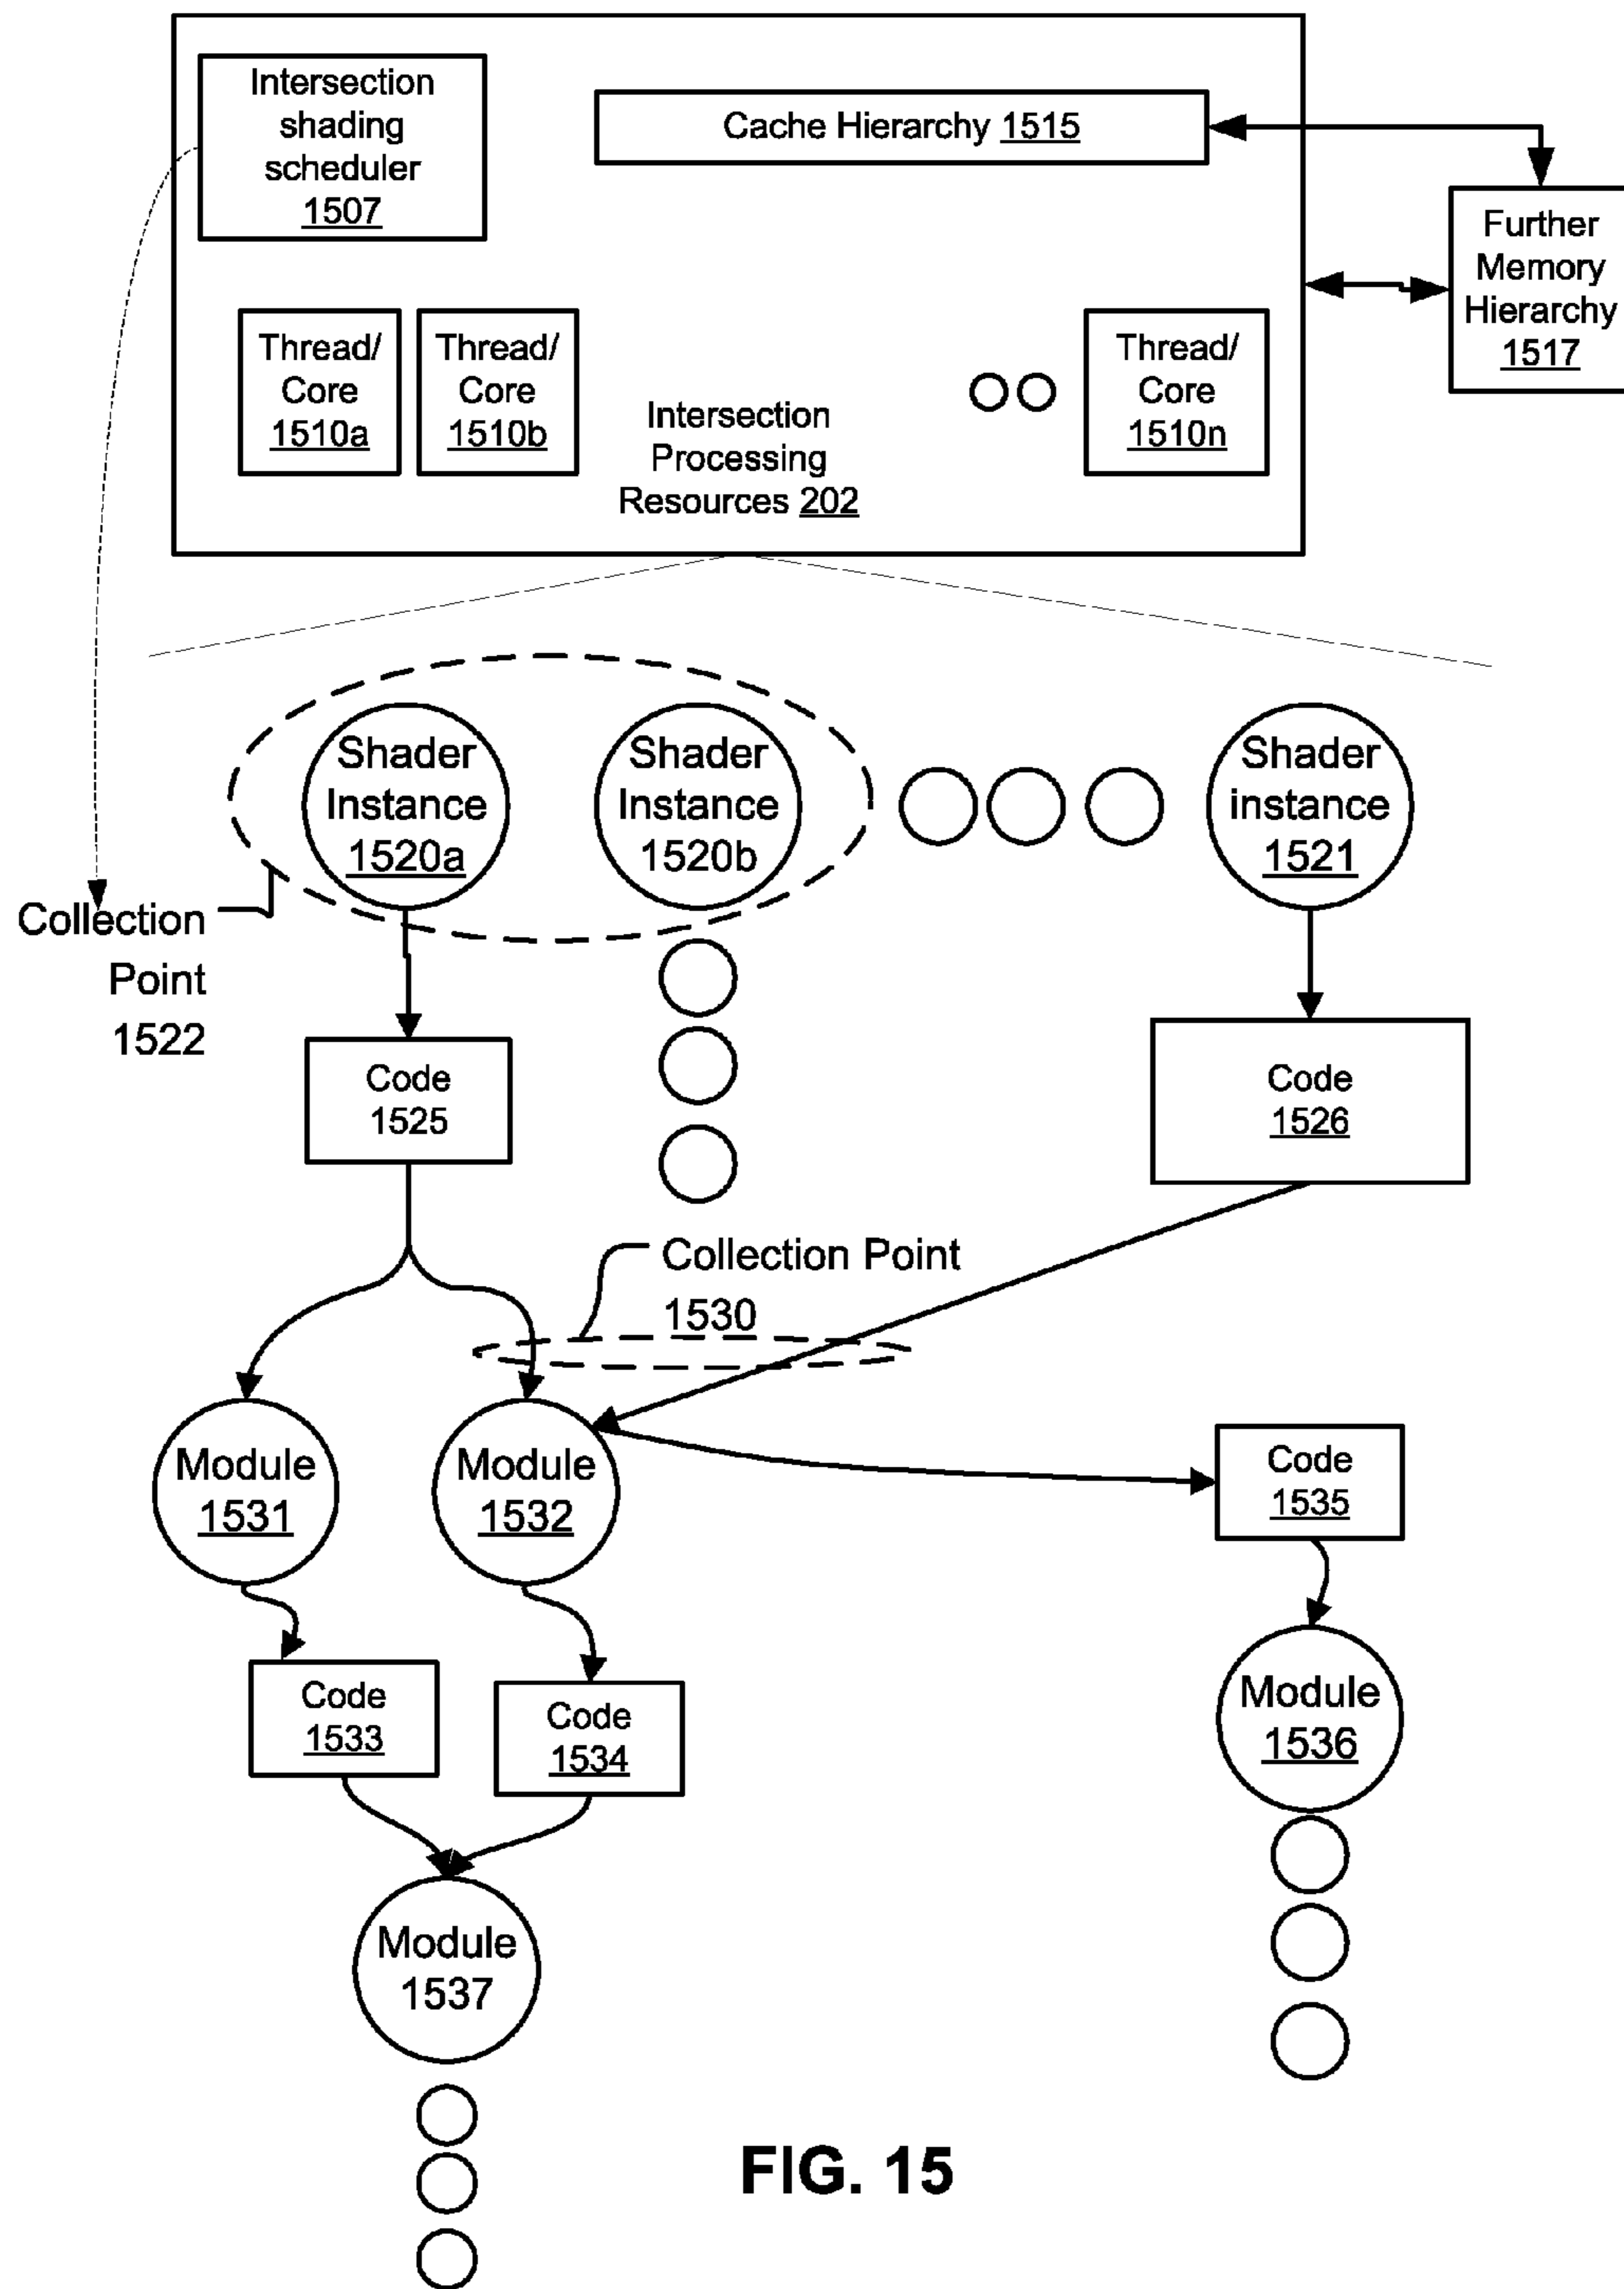 Intersection
shading
scheduler
1507
Cache Hierarchy 1515
Further
Memory
Hierarchy
1517
Thread/
Core
1510a
Thread/
Core
1510b
Intersection
Processing
Resources 202
Thread/
Core
1510n
Shader
Instance
1520a
Shader
Instance
1520b
Shader
instance
1521
Collection
Point
1522
Code
1525
Code
1526
Collection Point
1530
Module
1531
Module
1532
Code
1535
Code
1533
Code
1534
Module
1536
Module
1537
FIG. 15